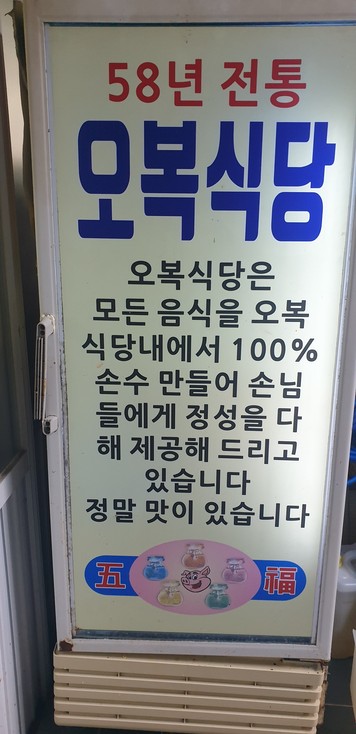 58년 전통
오복식당
오복식당은
모든 음식을 오복
식당내에서 100%
손수 만들어 손님
들에게 정성을 다
해 제공해 드리고
있습니다
정말 맛이 있습니다
五 福